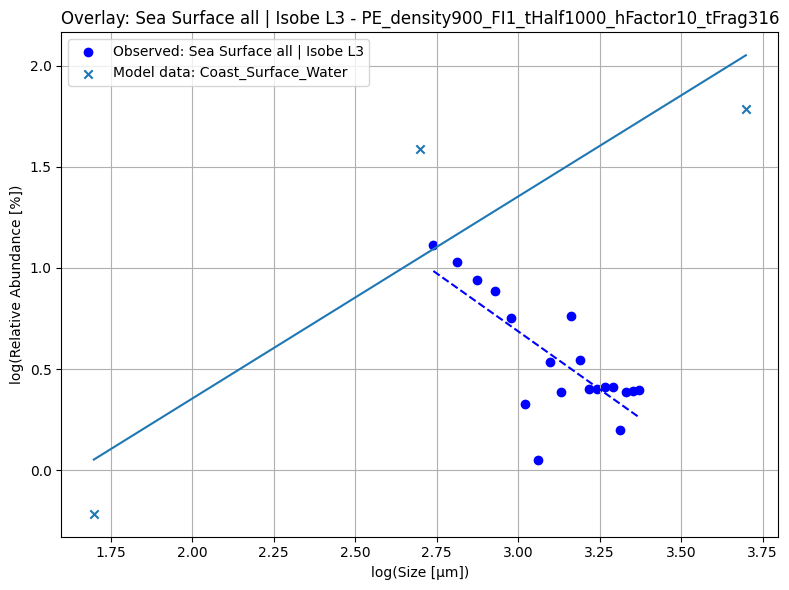 Overlay: Sea Surface all | Isobe L3 - PE_density900_FI1_tHalf1000_hFactor10_tFrag316
Observed: Sea Surface all | Isobe L3
Model data: Coast_Surface_Water
log(Relative Abundance [%])
2.0
1.5
1.0
0.5
0.0
1.75 2.00 2.25 2.50 2.75 3.00 3.25 3.50 3.75
log(Size [μm])